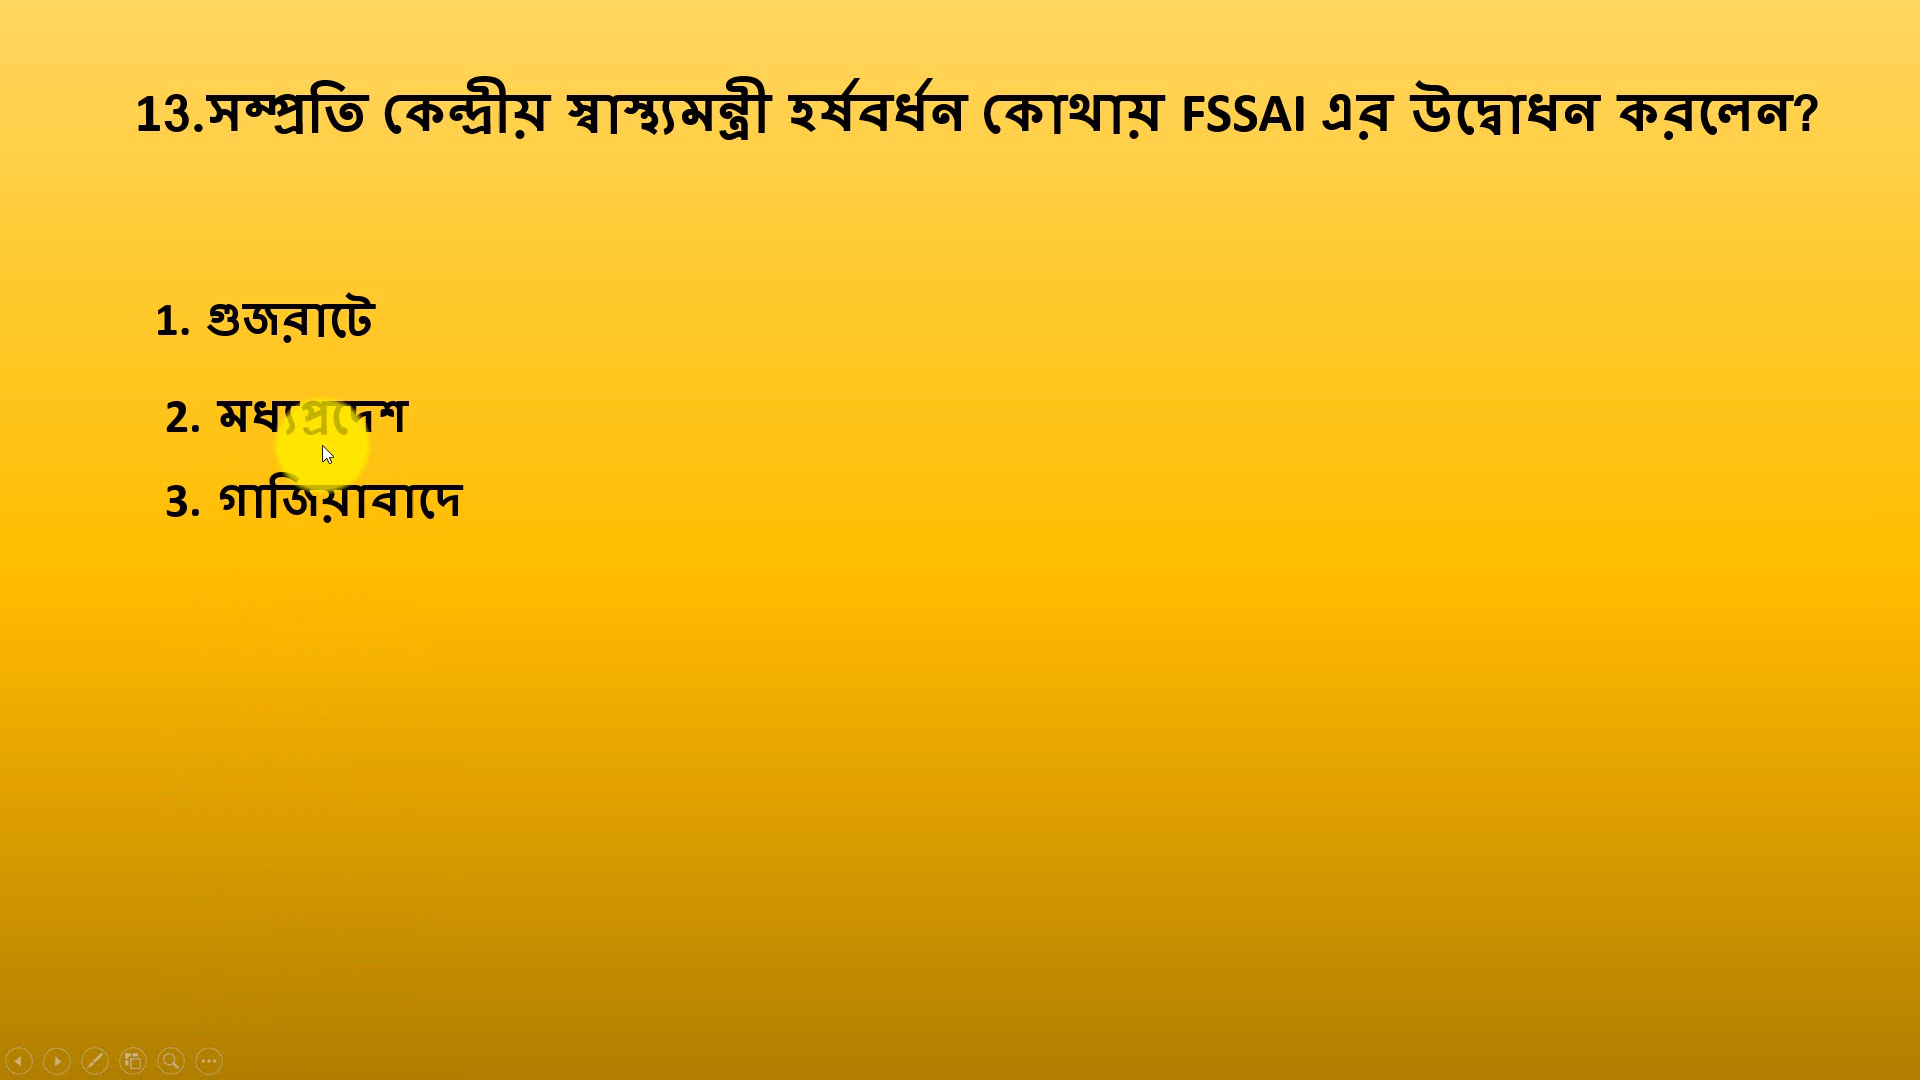 13.সম্প্রতি কেন্দ্রীয় স্বাস্থ্যমন্ত্রী হর্ষবর্ধন কোথায় FSSAI এর উদ্বোধন করলেন?
1. গুজরাটে
2. মধ্যপ্রদেশ
3. গাজিয়াবাদে